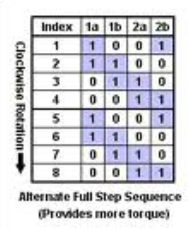 Index 1a 1b 2a 2b
1 1 0 0 1
2 1 1 0 0
3 0 1 1 0
4 0 0 1 1
5 1 0 0 1
6 1 1 0 0
7 0 1 1 0
8 0 0 1 1
Clockwise Rotation
Alternate Full Step Sequence
(Provides more torque)